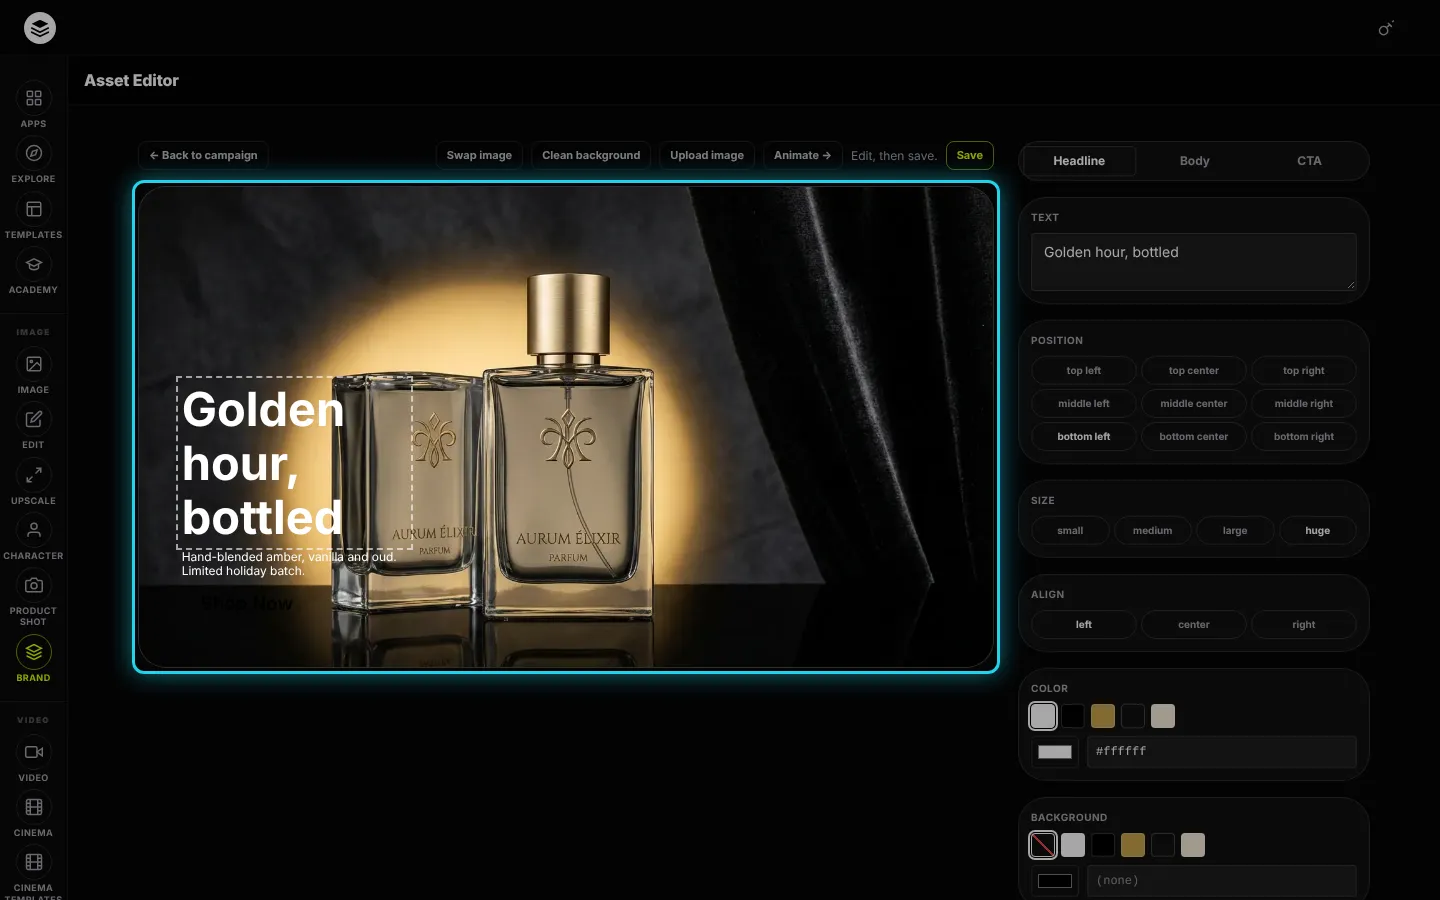 Asset Editor
APPS
EXPLORE
TEMPLATES
ACADEMY
IMAGE
IMAGE
EDIT
UPSCALE
CHARACTER
PRODUCT
SHOT
BRAND
VIDEO
VIDEO
CINEMA
CINEMA
TEMPLATES
← Back to campaign
Swap image
Clean background
Upload image
Animate →
Edit, then save.
Save
Golden
hour,
bottled
Hand-blended amber, vanilla and oud.
Limited holiday batch.
Shop Now
AURUM ÉLIXIR
PARFUM
AURUM ÉLIXIR
PARFUM
Headline
Body
CTA
TEXT
Golden hour, bottled
POSITION
top left
top center
top right
middle left
middle center
middle right
bottom left
bottom center
bottom right
SIZE
small
medium
large
huge
ALIGN
left
center
right
COLOR
#ffffff
BACKGROUND
(none)